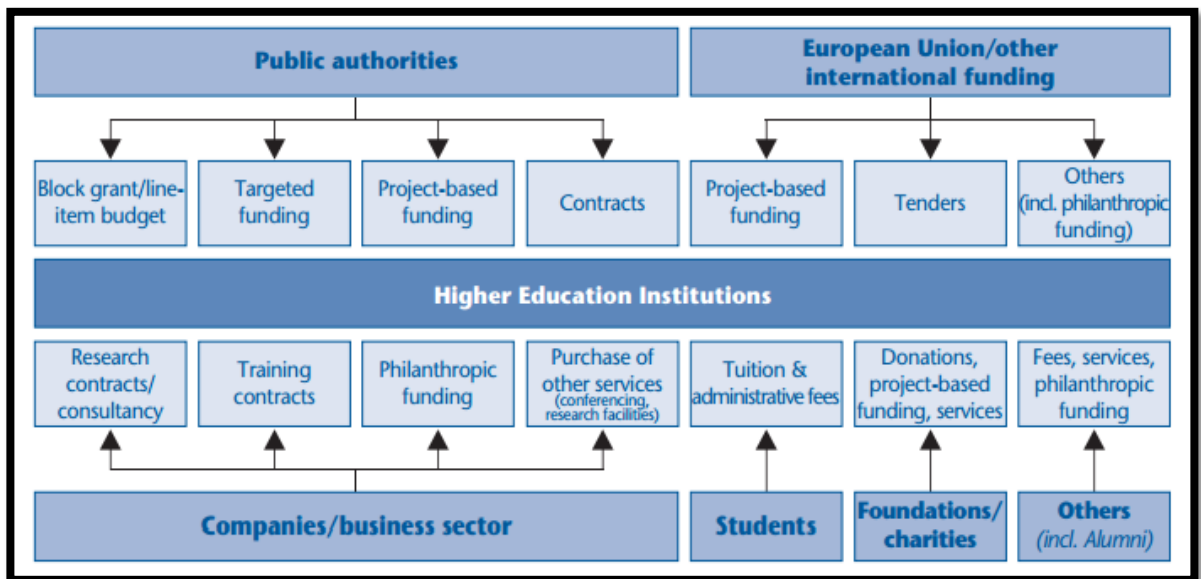 Public authorities
European Union/other
international funding
Block grant/line-
item budget
Targeted
funding
Project-based
funding
Contracts
Project-based
funding
Tenders
Others
(incl. philanthropic
funding)
Higher Education Institutions
Research
contracts/
consultancy
Training
contracts
Philanthropic
funding
Purchase of
other services
(conferencing,
research facilities)
Tuition &
administrative fees
Donations,
project-based
funding, services
Fees, services,
philanthropic
funding
Companies/business sector
Students
Foundations/
charities
Others
(incl. Alumni)